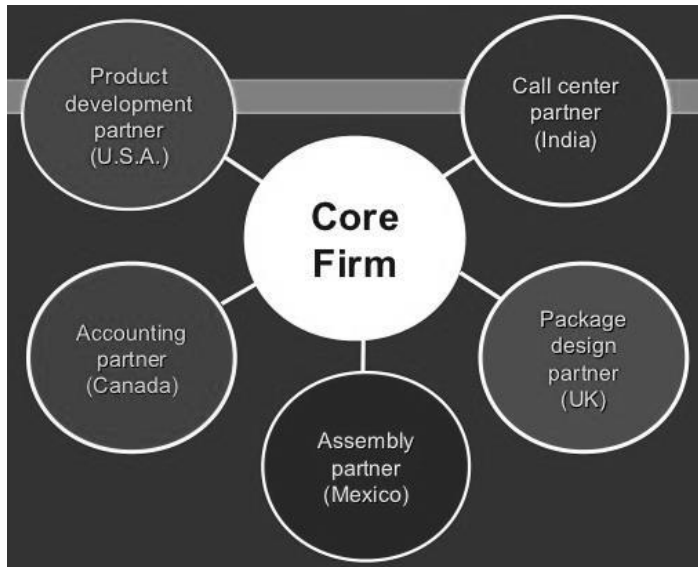 Product
development
partner
(U.S.A.)
Call center
partner
(India)
Core
Firm
Accounting
partner
(Canada)
Package
design
partner
(UK)
Assembly
partner
(Mexico)